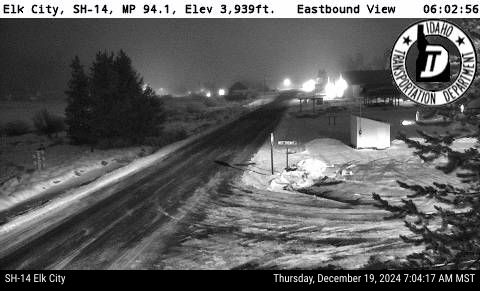 Elk City, SH-14, MP 94.1, Elev 3,939ft. Eastbound View 06:02:56
IDAHO
TRANSPORTATION DEPARTMENT
SH-14 Elk City Thursday, December 19, 2024 7:04:17 AM MST